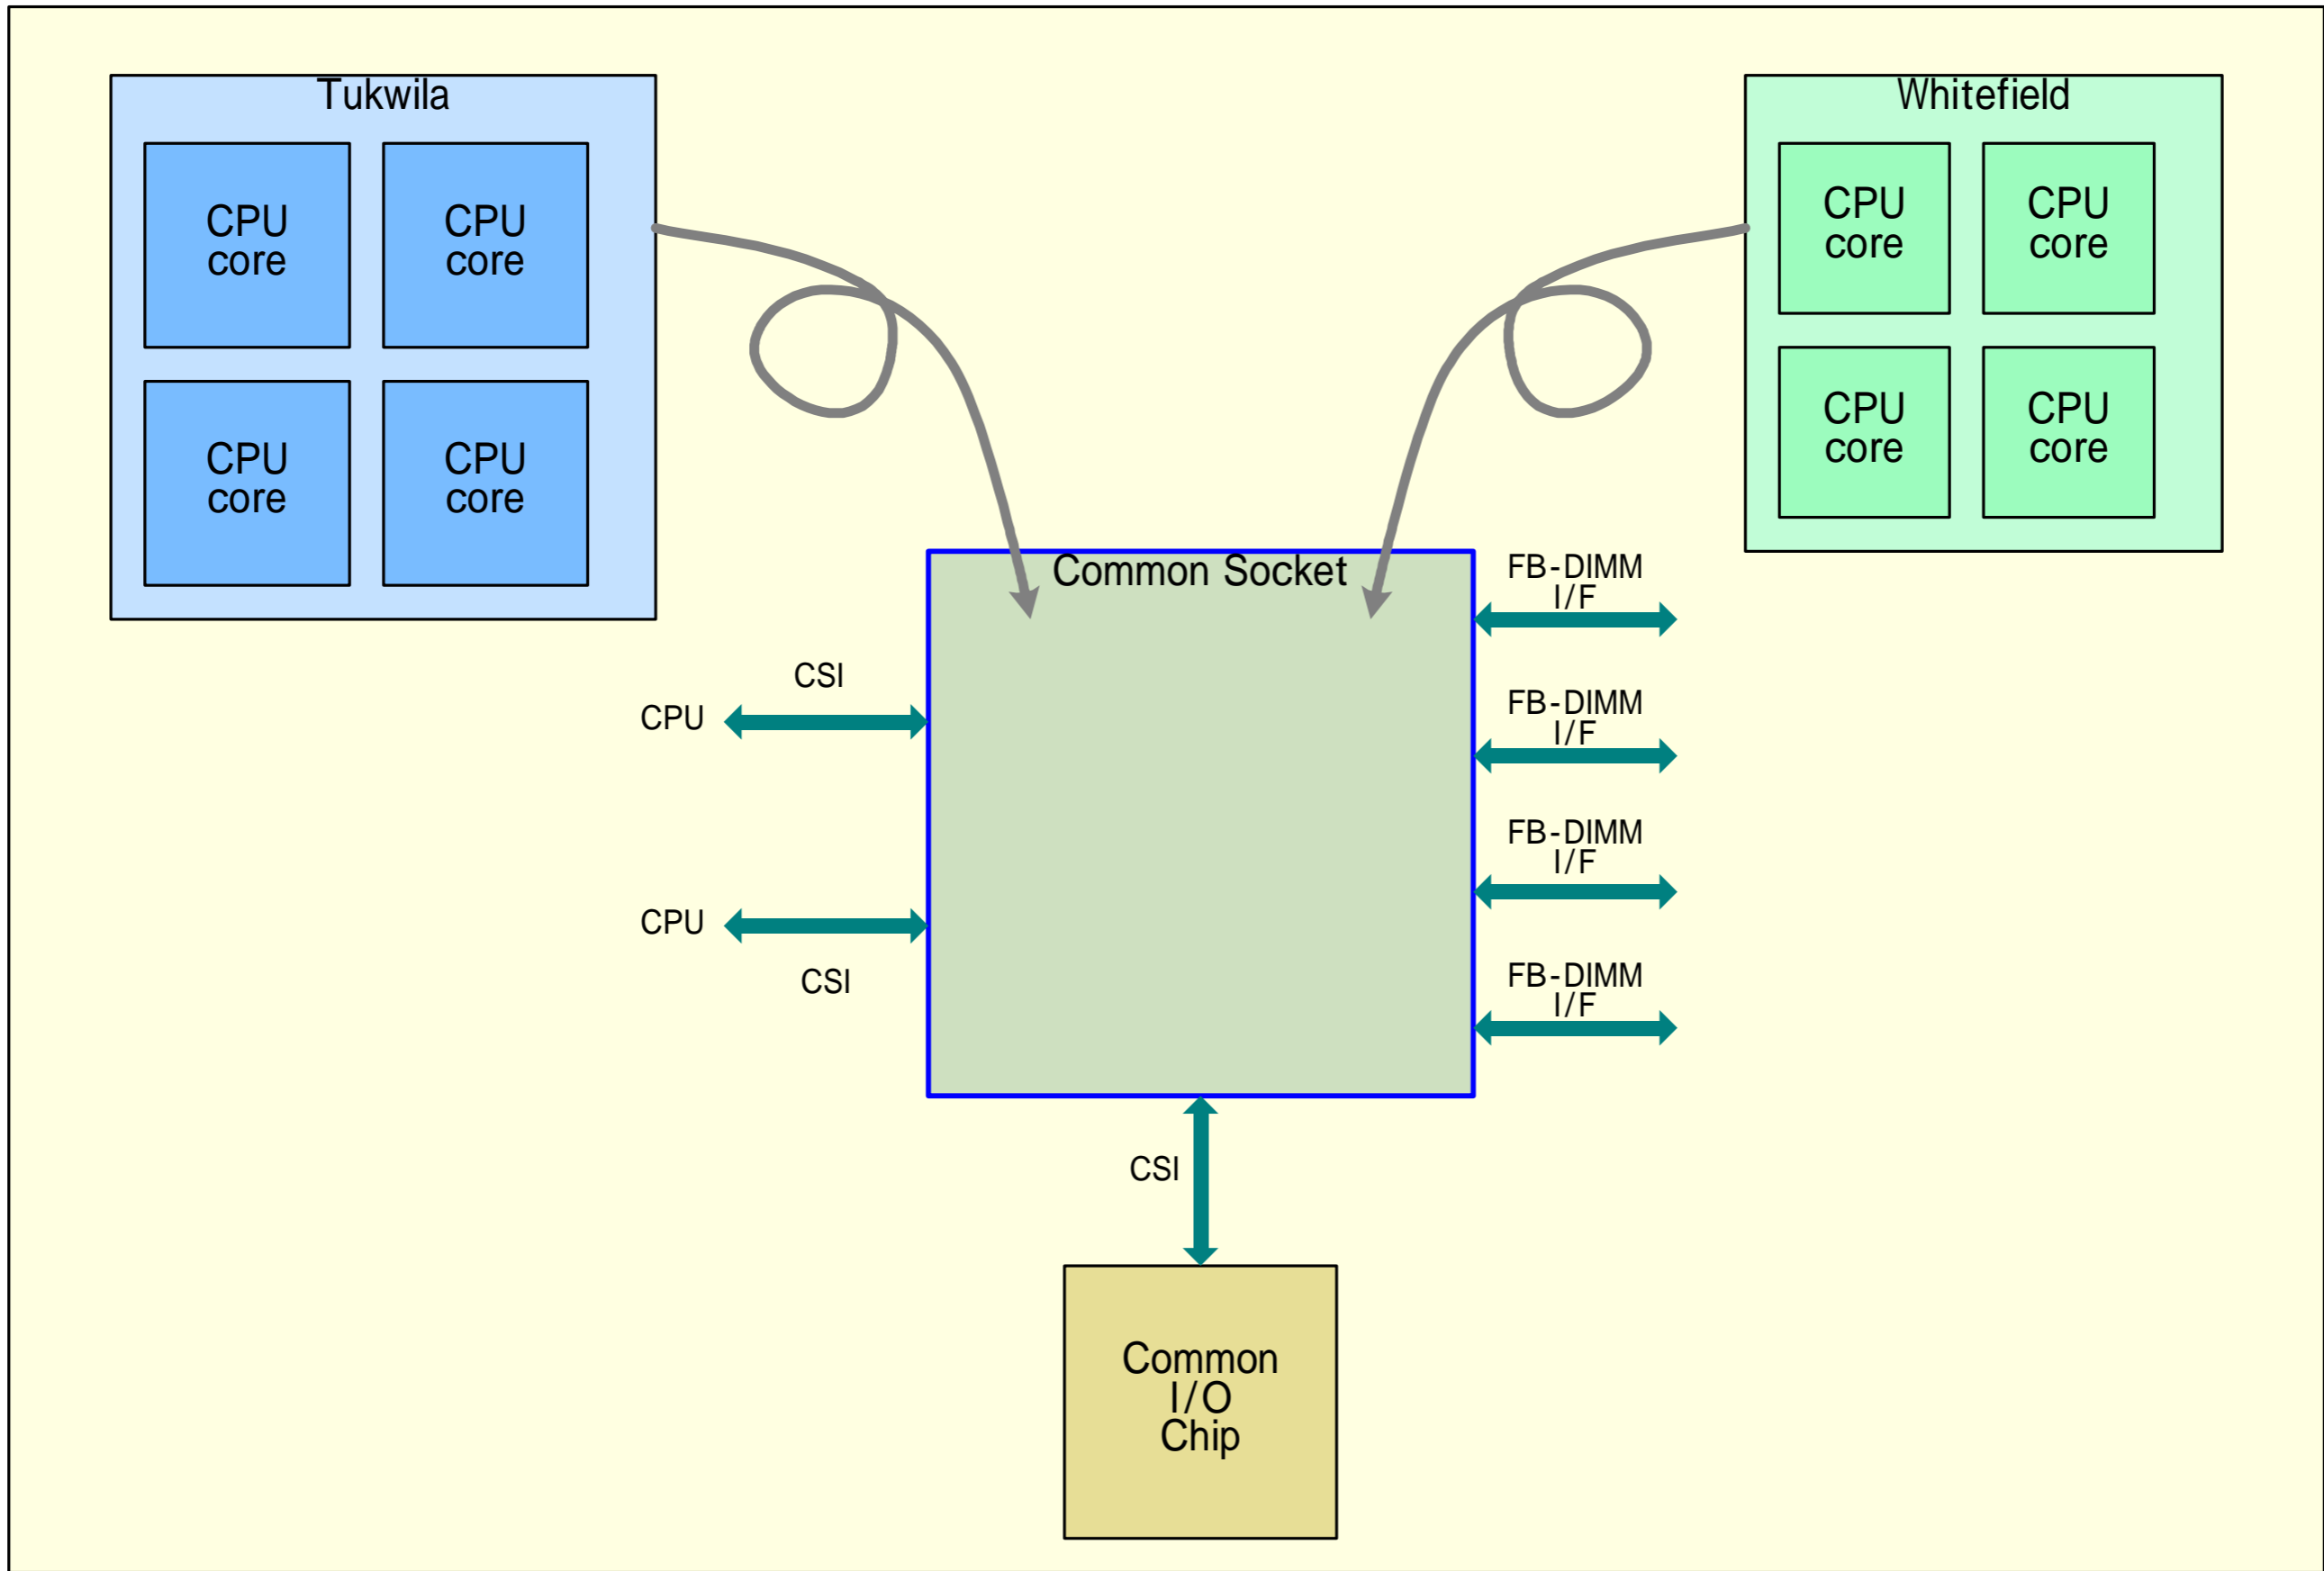 Tukwila
CPU
core
CPU
core
CPU
core
CPU
core
Whitefield
CPU
core
CPU
core
CPU
core
CPU
core
Common Socket
CSI
CPU
CPU
CSI
FB-DIMM
I/F
FB-DIMM
I/F
FB-DIMM
I/F
FB-DIMM
I/F
CSI
Common
I/O
Chip